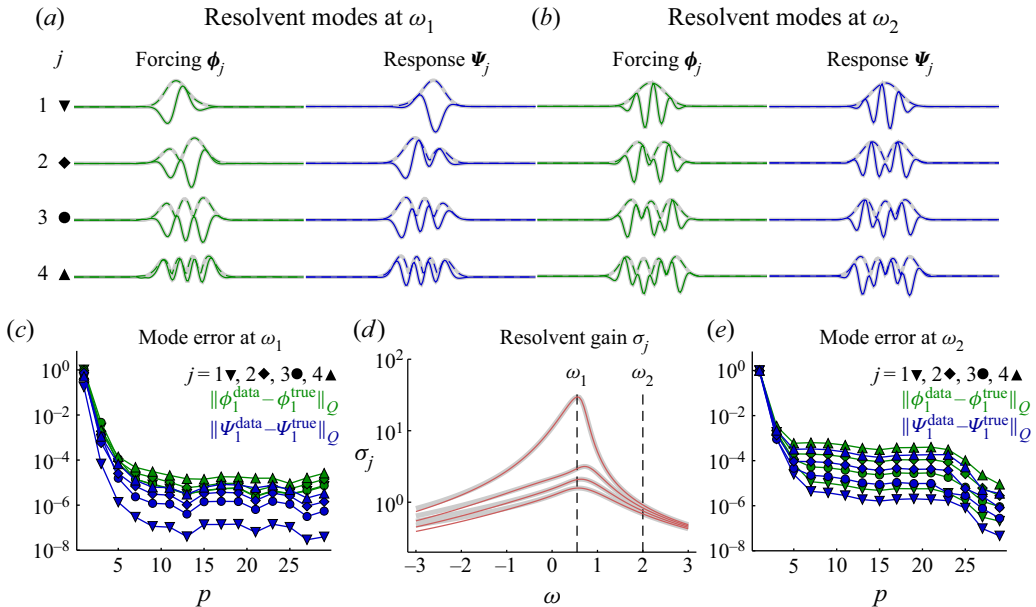 (a) Resolvent modes at ω1 (b) Resolvent modes at ω2
j Forcing ϕj Response Ψj Forcing ϕj Response Ψj
1 ▼
2 ◆
3 ●
4 ▲
(c) (d) (e)
Mode error at ω1
10^0
10^−2
10^−4
10^−6
10^−8
j = 1▼, 2◆, 3●, 4▲
||ϕ1^data − ϕ1^true||Q
||Ψ1^data − Ψ1^true||Q
5 10 15 20 25
p
Resolvent gain σj
10^2
σj
10^0
ω1 ω2
−3 −2 −1 0 1 2 3
ω
Mode error at ω2
10^0
10^−2
10^−4
10^−6
10^−8
j = 1▼, 2◆, 3●, 4▲
||ϕ1^data − ϕ1^true||Q
||Ψ1^data − Ψ1^true||Q
5 10 15 20 25
p